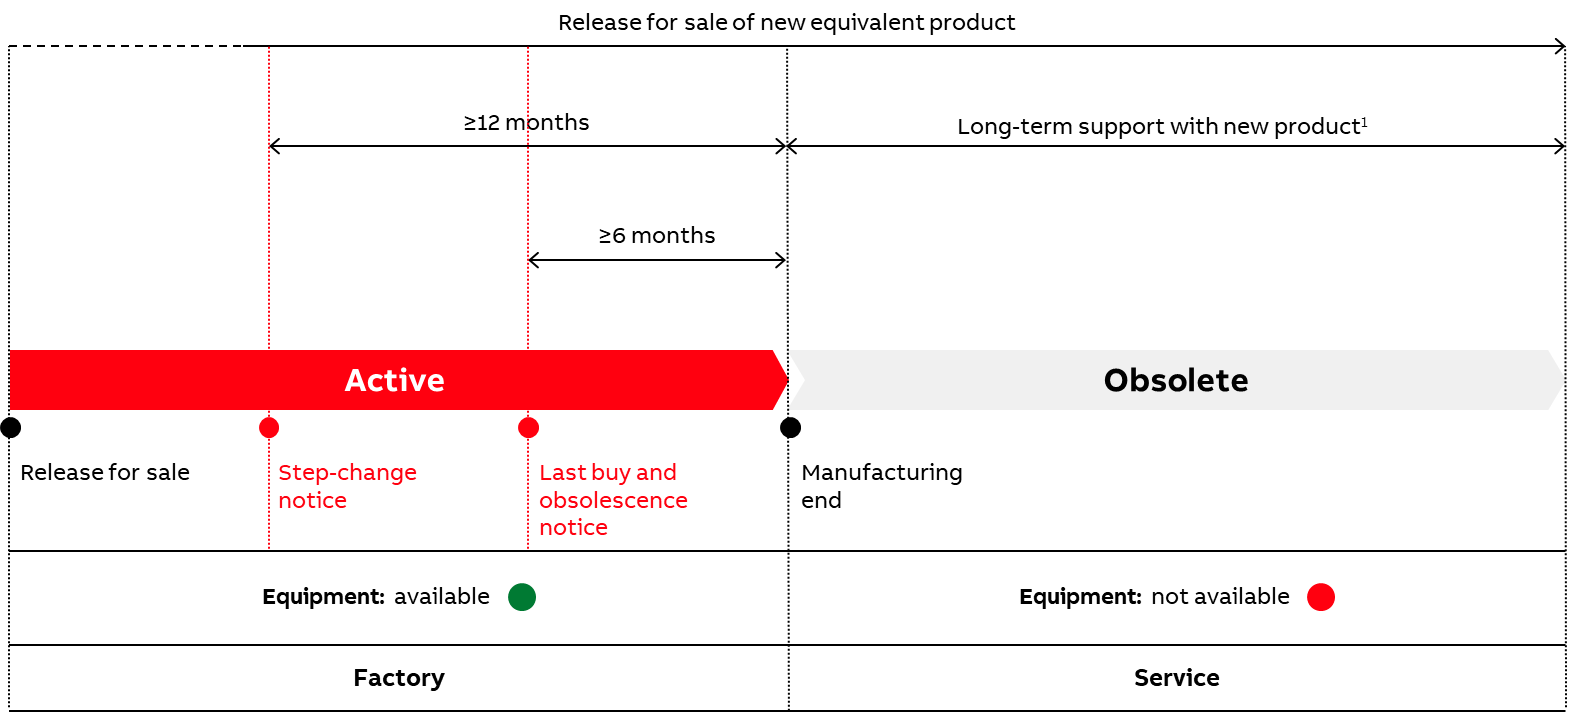 Release for sale of new equivalent product
≥12 months
Long-term support with new product¹
≥6 months
Active
Obsolete
Release for sale
Step-change
notice
Last buy and
obsolescence
notice
Manufacturing
end
Equipment: available
Equipment: not available
Factory
Service